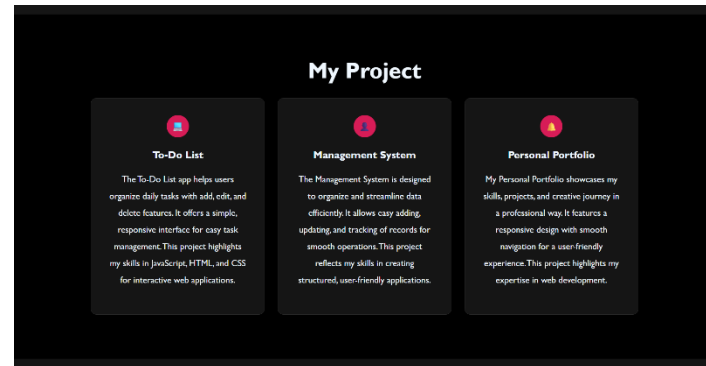 My Project
To-Do List
The To-Do List app helps users
organize daily tasks with add, edit, and
delete features. It offers a simple,
responsive interface for easy task
management. This project highlights
my skills in JavaScript, HTML, and CSS
for interactive web applications.
Management System
The Management System is designed
to organize and streamline data
efficiently. It allows easy adding,
updating, and tracking of records for
smooth operations. This project
reflects my skills in creating
structured, user-friendly applications.
Personal Portfolio
My Personal Portfolio showcases my
skills, projects, and creative journey in
a professional way. It features a
responsive design with smooth
navigation for a user-friendly
experience. This project highlights my
expertise in web development.